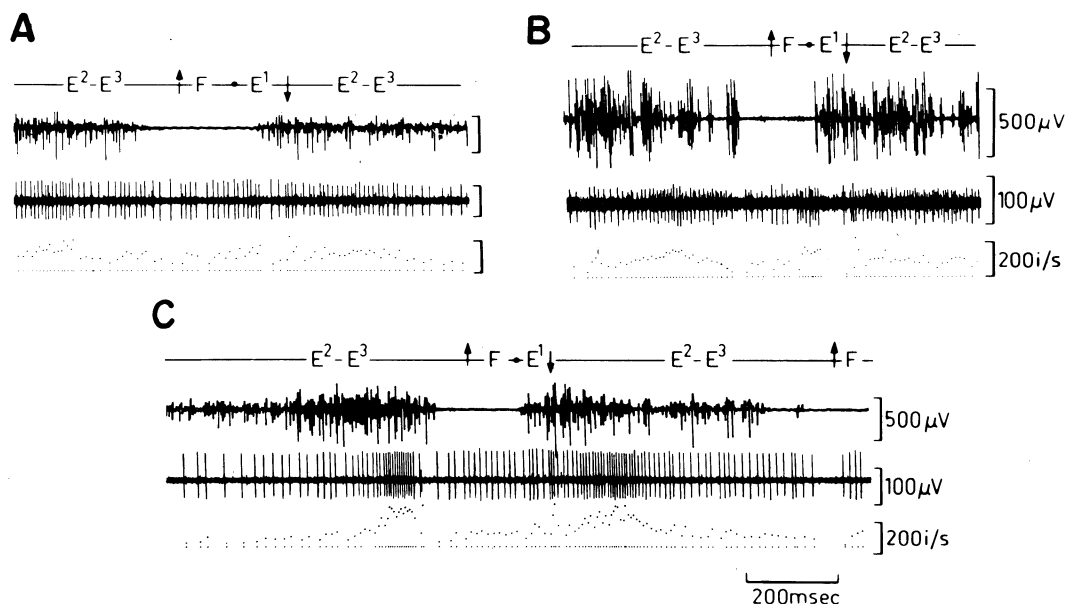 A
E²-E³ F E¹ E²-E³
B
E²-E³ F E¹ E²-E³
500µV
100µV
200i/s
C
E²-E³ F E¹ E²-E³ F
500µV
100µV
200i/s
200msec